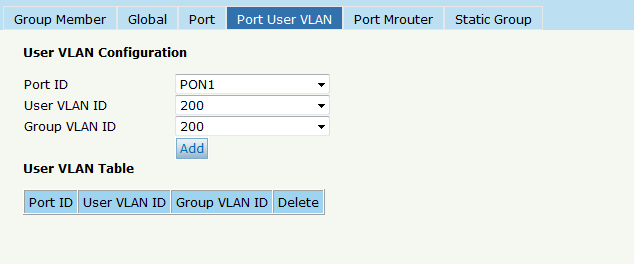 Group Member Global Port Port User VLAN Port Mrouter Static Group
User VLAN Configuration
Port ID PON1
User VLAN ID 200
Group VLAN ID 200
Add
User VLAN Table
Port ID User VLAN ID Group VLAN ID Delete